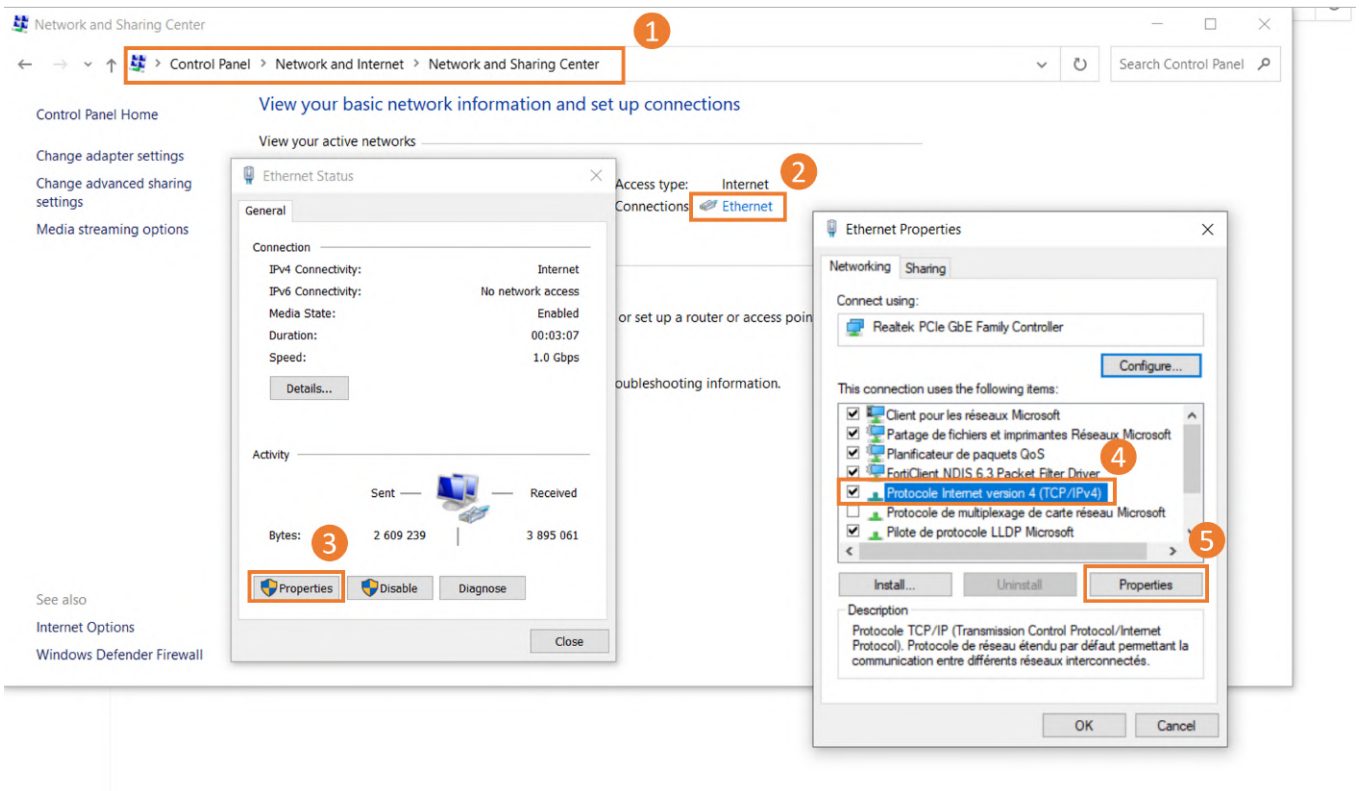 Network and Sharing Center
1
Control Panel > Network and Internet > Network and Sharing Center
Search Control Panel
Control Panel Home
Change adapter settings
Change advanced sharing
settings
Media streaming options
See also
Internet Options
Windows Defender Firewall
View your basic network information and set up connections
View your active networks
Access type: Internet
2
Connections Ethernet
or set up a router or access poin
oubleshooting information.
Ethernet Status
General
Connection
IPv4 Connectivity: Internet
IPv6 Connectivity: No network access
Media State: Enabled
Duration: 00:03:07
Speed: 1.0 Gbps
Details...
Activity
Sent — — Received
Bytes: 2 609 239 3 895 061
3
Properties Disable Diagnose
Close
Ethernet Properties
Networking Sharing
Connect using:
Realtek PCIe GbE Family Controller
Configure...
This connection uses the following items:
Client pour les réseaux Microsoft
Partage de fichiers et imprimantes Réseaux Microsoft
Planificateur de paquets QoS
4
FortiClient NDIS 6.3 Packet Filter Driver
Protocole Internet version 4 (TCP/IPv4)
Protocole de multiplexage de carte réseau Microsoft
Pilote de protocole LLDP Microsoft
5
Install... Uninstall Properties
Description
Protocole TCP/IP (Transmission Control Protocol/Internet
Protocol). Protocole de réseau étendu par défaut permettant la
communication entre différents réseaux interconnectés.
OK Cancel